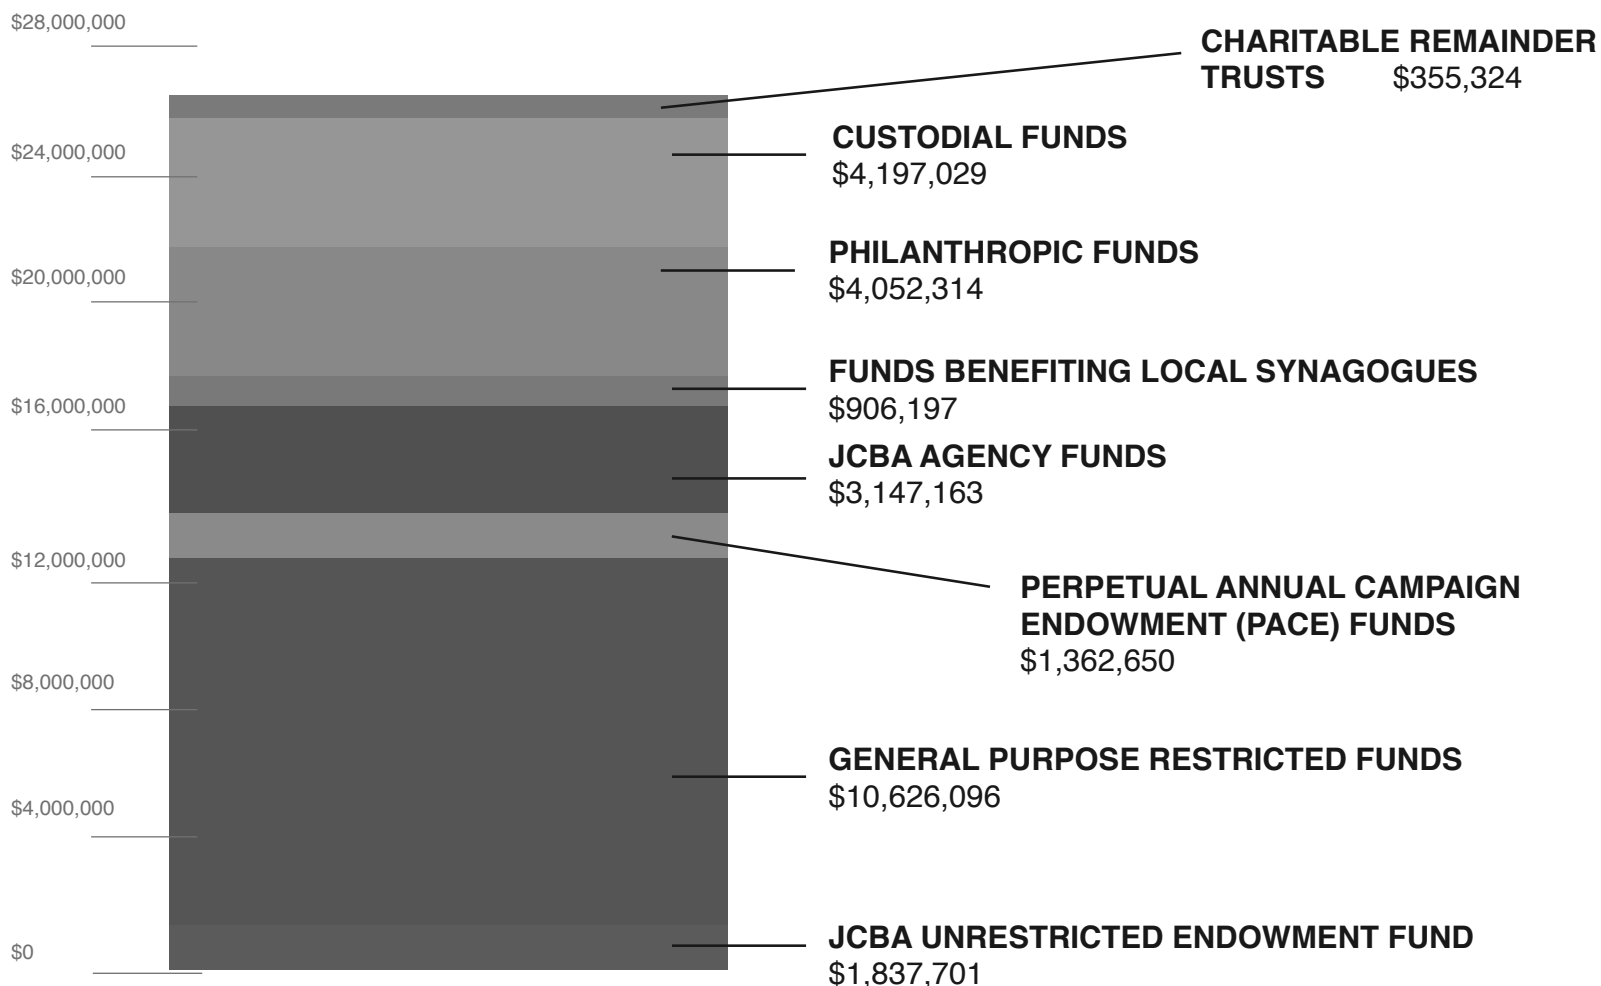 $28,000,000
$24,000,000
$20,000,000
$16,000,000
$12,000,000
$8,000,000
$4,000,000
$0
CHARITABLE REMAINDER
TRUSTS $355,324
CUSTODIAL FUNDS
$4,197,029
PHILANTHROPIC FUNDS
$4,052,314
FUNDS BENEFITING LOCAL SYNAGOGUES
$906,197
JCBA AGENCY FUNDS
$3,147,163
PERPETUAL ANNUAL CAMPAIGN
ENDOWMENT (PACE) FUNDS
$1,362,650
GENERAL PURPOSE RESTRICTED FUNDS
$10,626,096
JCBA UNRESTRICTED ENDOWMENT FUND
$1,837,701